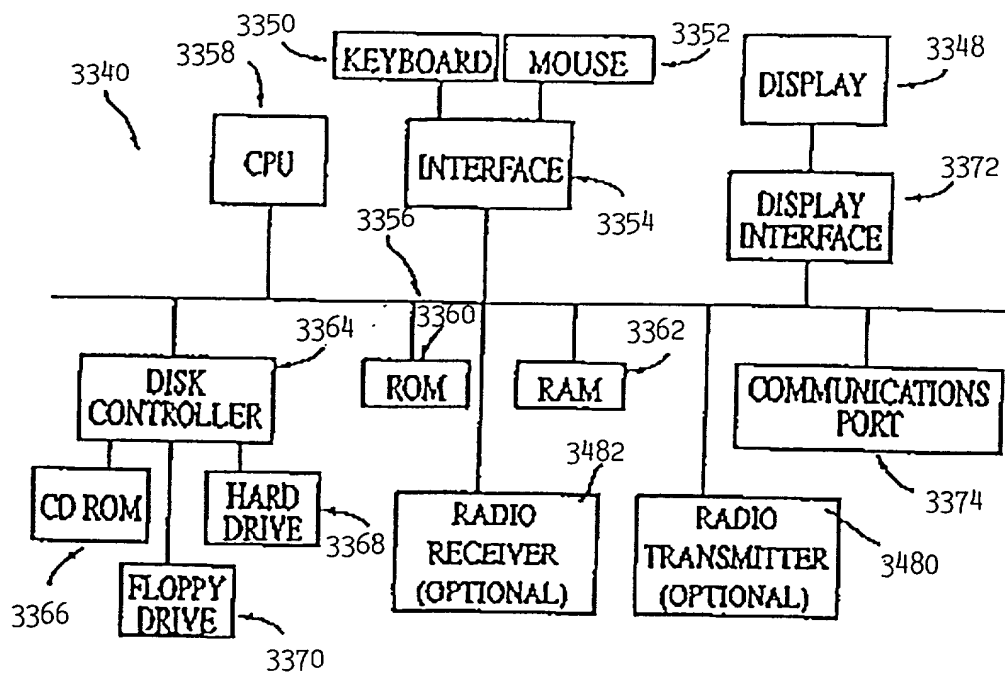 3350
3352
3358
KEYBOARD
MOUSE
3348
3340
DISPLAY
CPU
INTERFACE
3372
3354
DISPLAY
INTERFACE
3356
3360
3364
3362
DISK
CONTROLLER
ROM
RAM
COMMUNICATIONS
PORT
3482
CD ROM
HARD
DRIVE
3374
RADIO
RECEIVER
(OPTIONAL)
RADIO
TRANSMITTER
(OPTIONAL)
3368
3480
3366
FLOPPY
DRIVE
3370